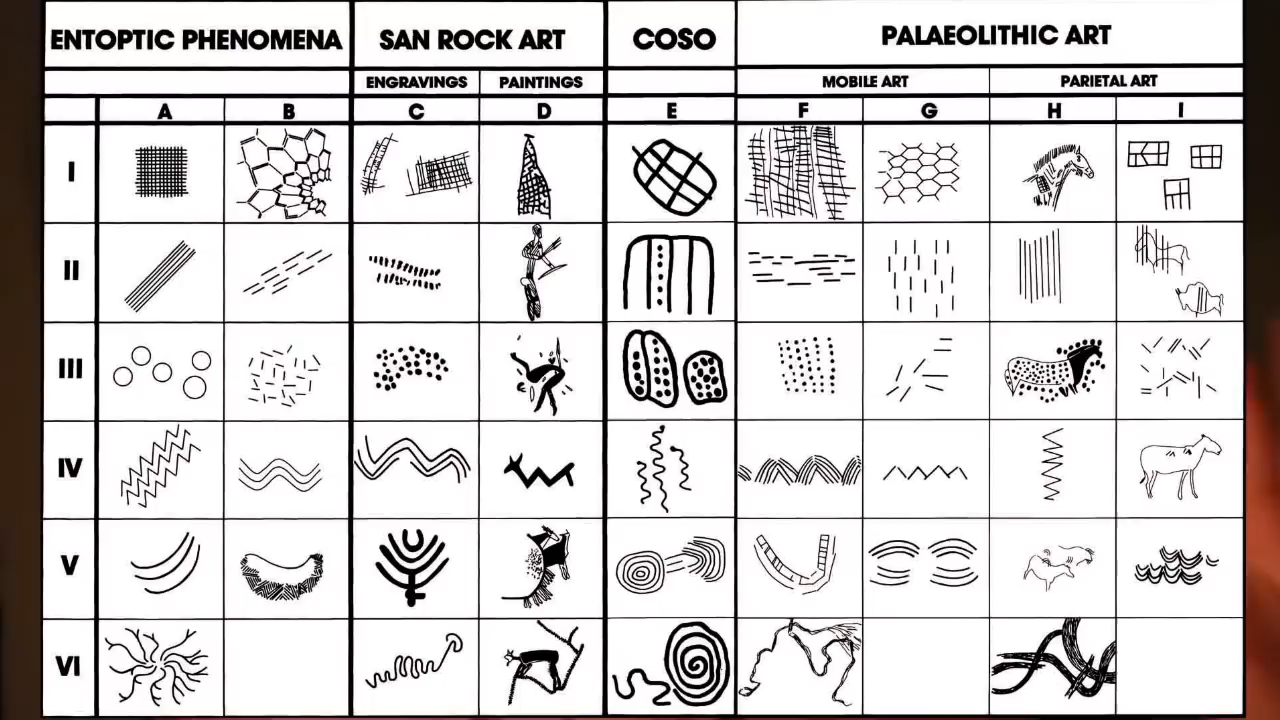 ENTOPTIC PHENOMENA SAN ROCK ART COSO PALAEOLITHIC ART
ENGRAVINGS PAINTINGS MOBILE ART PARIETAL ART
A B C D E F G H I
I
II
III
IV
V
VI